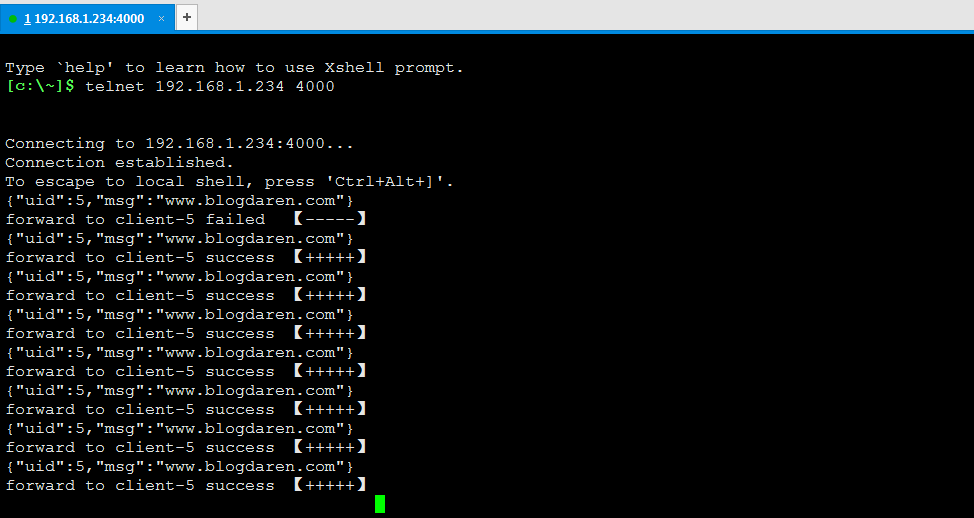 1 192.168.1.234:4000 × +
Type `help' to learn how to use Xshell prompt.
[c:\~]$ telnet 192.168.1.234 4000
Connecting to 192.168.1.234:4000...
Connection established.
To escape to local shell, press 'Ctrl+Alt+]'.
{"uid":5,"msg":"www.blogdaren.com"}
forward to client-5 failed 【-----】
{"uid":5,"msg":"www.blogdaren.com"}
forward to client-5 success 【+++++】
{"uid":5,"msg":"www.blogdaren.com"}
forward to client-5 success 【+++++】
{"uid":5,"msg":"www.blogdaren.com"}
forward to client-5 success 【+++++】
{"uid":5,"msg":"www.blogdaren.com"}
forward to client-5 success 【+++++】
{"uid":5,"msg":"www.blogdaren.com"}
forward to client-5 success 【+++++】
{"uid":5,"msg":"www.blogdaren.com"}
forward to client-5 success 【+++++】
{"uid":5,"msg":"www.blogdaren.com"}
forward to client-5 success 【+++++】